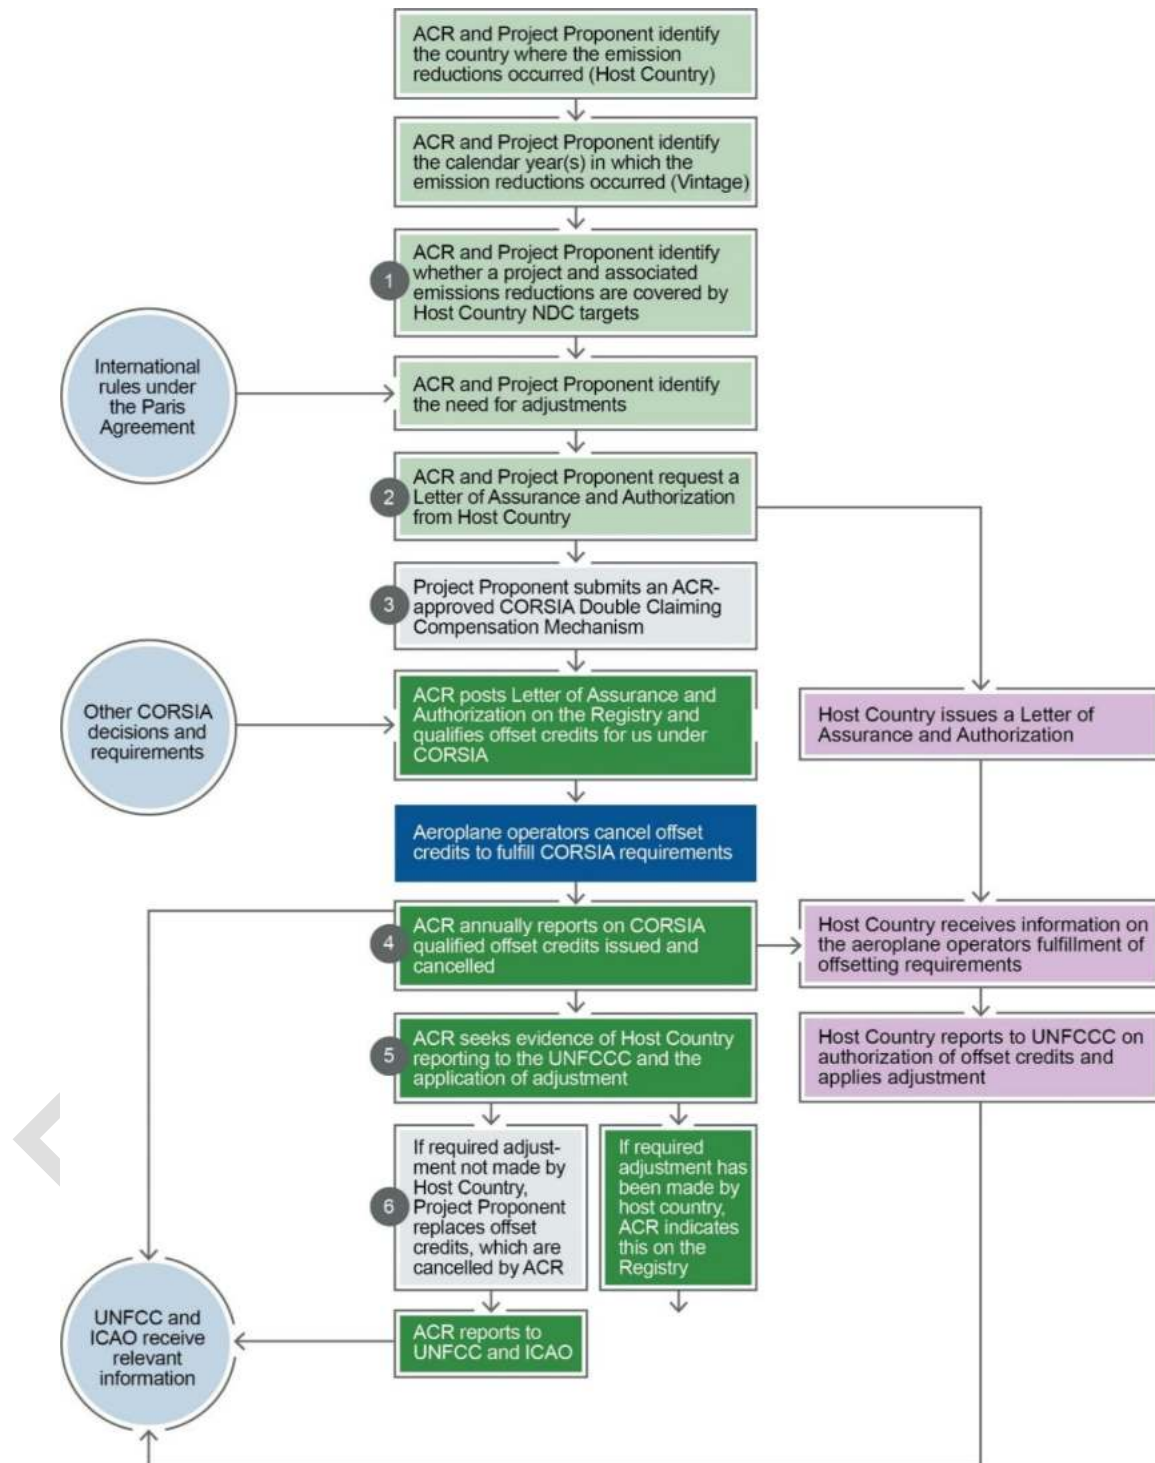 ACR and Project Proponent identify
the country where the emission
reductions occurred (Host Country)
ACR and Project Proponent identify
the calendar year(s) in which the
emission reductions occurred (Vintage)
1
ACR and Project Proponent identify
whether a project and associated
emissions reductions are covered by
Host Country NDC targets
International
rules under
the Paris
Agreement
ACR and Project Proponent identify
the need for adjustments
2
ACR and Project Proponent request a
Letter of Assurance and Authorization
from Host Country
3
Project Proponent submits an ACR-
approved CORSIA Double Claiming
Compensation Mechanism
Other CORSIA
decisions and
requirements
ACR posts Letter of Assurance and
Authorization on the Registry and
qualifies offset credits for us under
CORSIA
Host Country issues a Letter of
Assurance and Authorization
Aeroplane operators cancel offset
credits to fulfill CORSIA requirements
4
ACR annually reports on CORSIA
qualified offset credits issued and
cancelled
Host Country receives information on
the aeroplane operators fulfillment of
offsetting requirements
5
ACR seeks evidence of Host Country
reporting to the UNFCCC and the
application of adjustment
Host Country reports to UNFCCC on
authorization of offset credits and
applies adjustment
6
If required adjust-
ment not made by
Host Country,
Project Proponent
replaces offset
credits, which are
cancelled by ACR
If required
adjustment has
been made by
host country,
ACR indicates
this on the
Registry
UNFCC and
ICAO receive
relevant
information
ACR reports to
UNFCC and ICAO